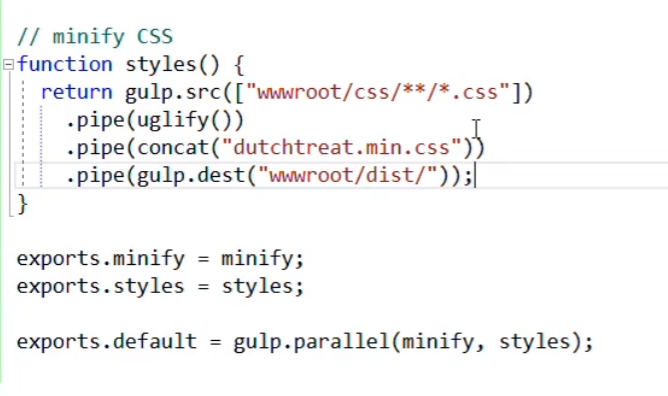 // minify CSS
function styles() {
return gulp.src(["wwwroot/css/**/*.css"])
.pipe(uglify())
.pipe(concat("dutchtreat.min.css"))
.pipe(gulp.dest("wwwroot/dist/"));
}
exports.minify = minify;
exports.styles = styles;
exports.default = gulp.parallel(minify, styles);